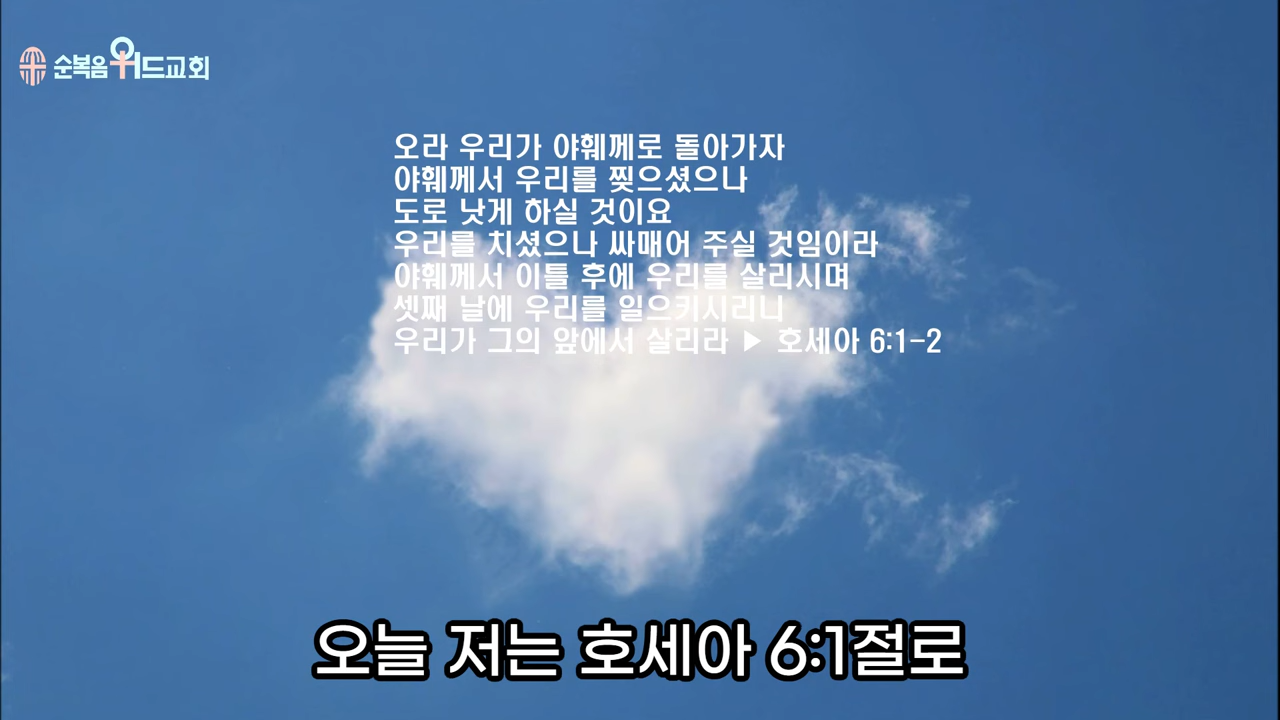 순복음위드교회
오라 우리가 야훼께로 돌아가자
야훼께서 우리를 찢으셨으나
도로 낫게 하실 것이요
우리를 치셨으나 싸매어 주실 것임이라
야훼께서 이틀 후에 우리를 살리시며
셋째 날에 우리를 일으키시리니
우리가 그의 앞에서 살리라 ▶ 호세아 6:1-2
오늘 저는 호세아 6:1절로